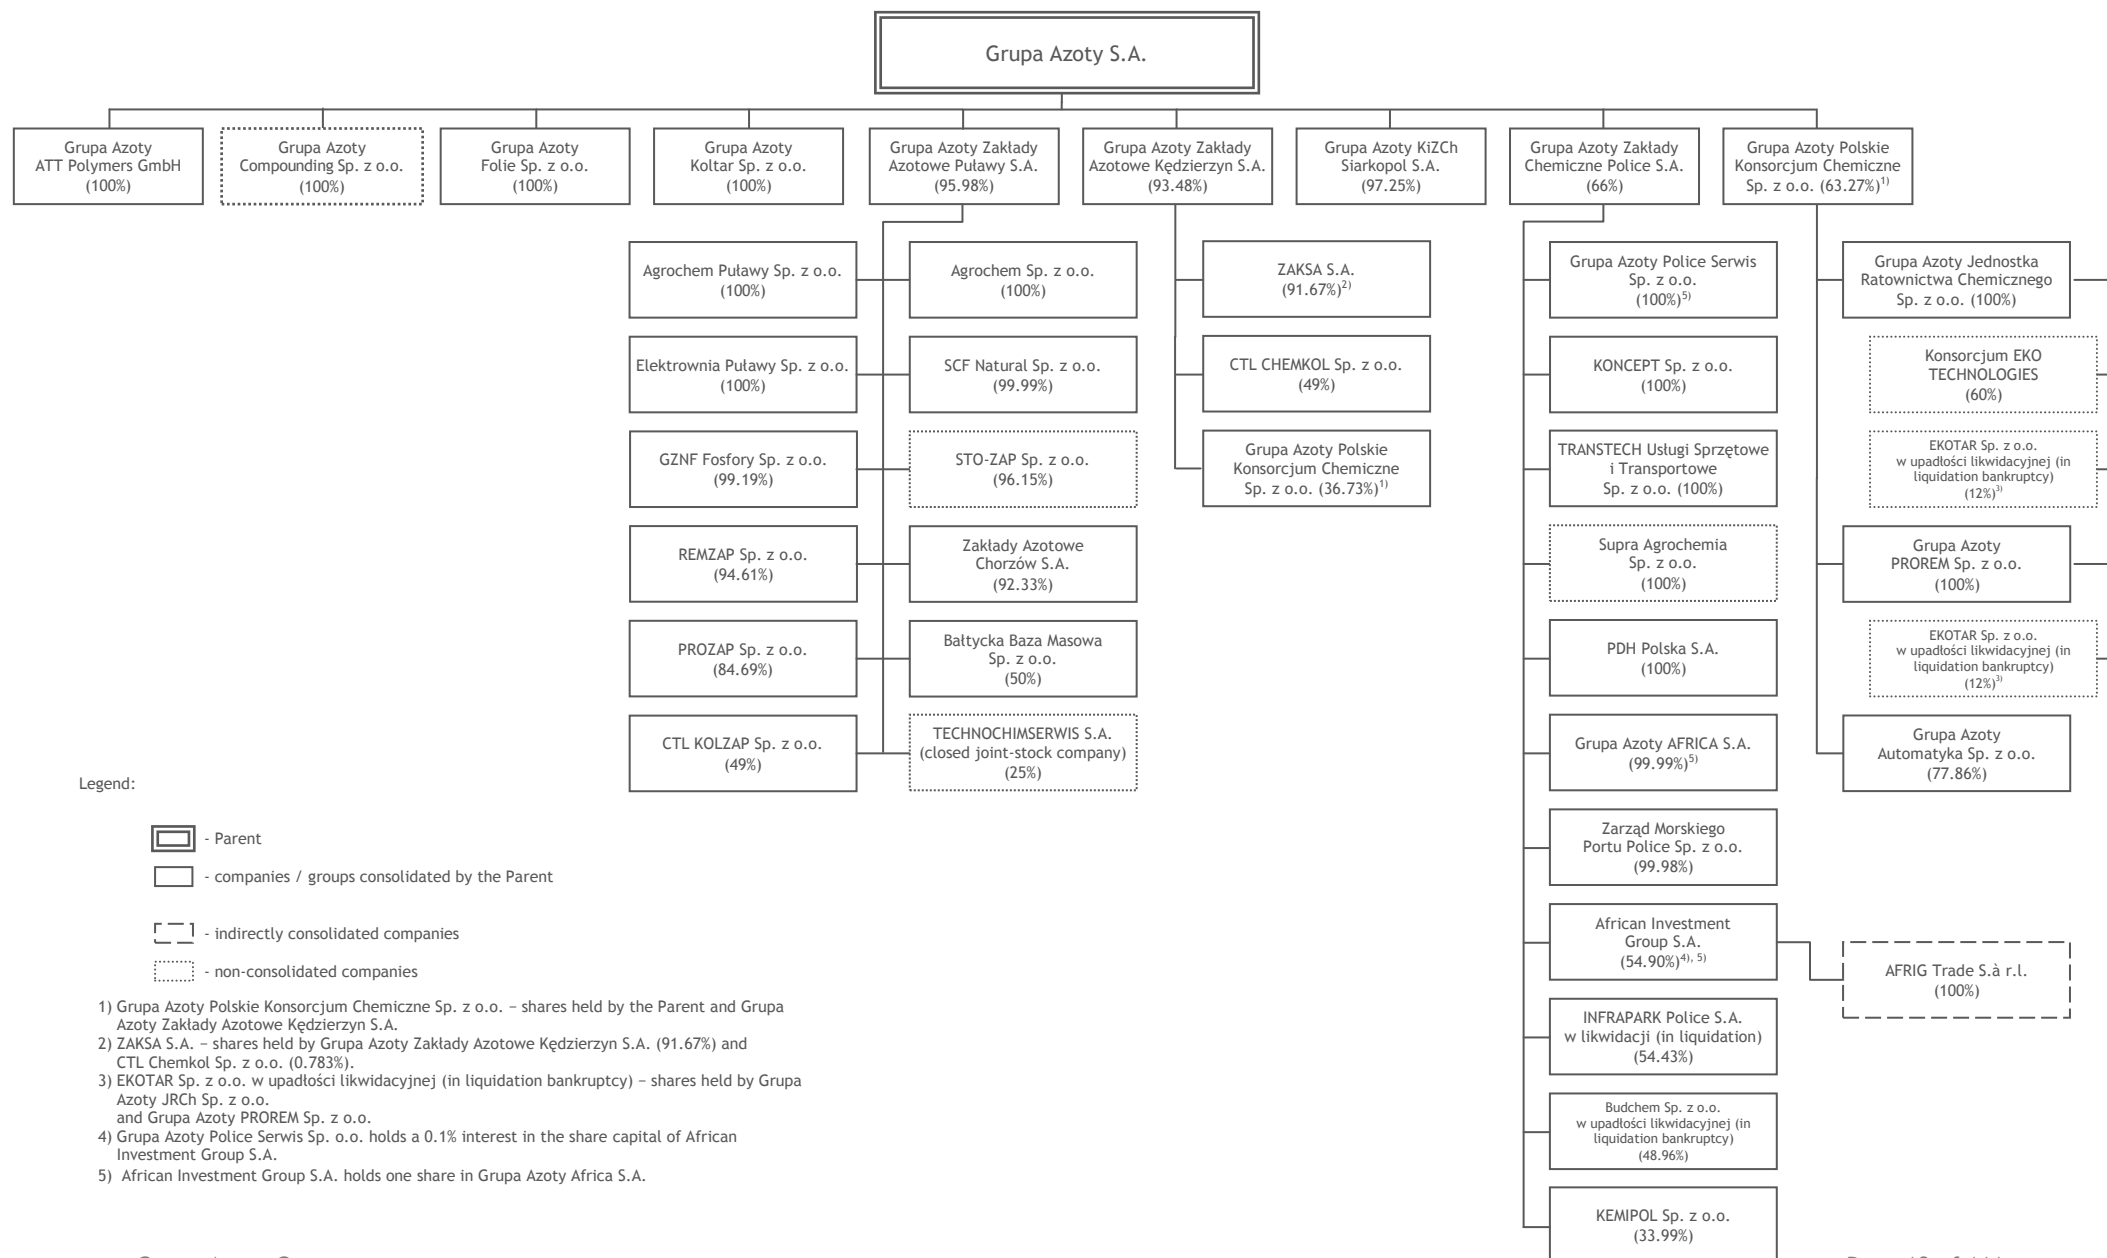 Grupa Azoty S.A.
Grupa Azoty
ATT Polymers GmbH
(100%)
Grupa Azoty
Compounding Sp. z o.o.
(100%)
Grupa Azoty
Folie Sp. z o.o.
(100%)
Grupa Azoty
Koltar Sp. z o.o.
(100%)
Grupa Azoty Zakłady
Azotowe Puławy S.A.
(95.98%)
Grupa Azoty Zakłady
Azotowe Kędzierzyn S.A.
(93.48%)
Grupa Azoty KiZCh
Siarkopol S.A.
(97.25%)
Grupa Azoty Zakłady
Chemiczne Police S.A.
(66%)
Grupa Azoty Polskie
Konsorcjum Chemiczne
Sp. z o.o. (63.27%)1)
Agrochem Puławy Sp. z o.o.
(100%)
Agrochem Sp. z o.o.
(100%)
Elektrownia Puławy Sp. z o.o.
(100%)
SCF Natural Sp. z o.o.
(99.99%)
GZNF Fosfory Sp. z o.o.
(99.19%)
STO-ZAP Sp. z o.o.
(96.15%)
REMZAP Sp. z o.o.
(94.61%)
Zakłady Azotowe
Chorzów S.A.
(92.33%)
PROZAP Sp. z o.o.
(84.69%)
Bałtycka Baza Masowa
Sp. z o.o.
(50%)
CTL KOLZAP Sp. z o.o.
(49%)
TECHNOCHIMSERWIS S.A.
(closed joint-stock company)
(25%)
ZAKSA S.A.
(91.67%)2)
CTL CHEMKOL Sp. z o.o.
(49%)
Grupa Azoty Polskie
Konsorcjum Chemiczne
Sp. z o.o. (36.73%)1)
Grupa Azoty Police Serwis
Sp. z o.o.
(100%)5)
KONCEPT Sp. z o.o.
(100%)
TRANSTECH Usługi Sprzętowe
i Transportowe
Sp. z o.o. (100%)
Supra Agrochemia
Sp. z o.o.
(100%)
PDH Polska S.A.
(100%)
Grupa Azoty AFRICA S.A.
(99.99%)5)
Zarząd Morskiego
Portu Police Sp. z o.o.
(99.98%)
African Investment
Group S.A.
(54.90%)4), 5)
AFRIG Trade S.à r.l.
(100%)
INFRAPARK Police S.A.
w likwidacji (in liquidation)
(54.43%)
Budchem Sp. z o.o.
w upadłości likwidacyjnej (in
liquidation bankruptcy)
(48.96%)
KEMIPOL Sp. z o.o.
(33.99%)
Grupa Azoty Jednostka
Ratownictwa Chemicznego
Sp. z o.o. (100%)
Konsorcjum EKO
TECHNOLOGIES
(60%)
EKOTAR Sp. z o.o.
w upadłości likwidacyjnej (in
liquidation bankruptcy)
(12%)3)
Grupa Azoty
PROREM Sp. z o.o.
(100%)
EKOTAR Sp. z o.o.
w upadłości likwidacyjnej (in
liquidation bankruptcy)
(12%)3)
Grupa Azoty
Automatyka Sp. z o.o.
(77.86%)
Legend:
- Parent
- companies / groups consolidated by the Parent
- indirectly consolidated companies
- non-consolidated companies
1) Grupa Azoty Polskie Konsorcjum Chemiczne Sp. z o.o. – shares held by the Parent and Grupa
Azoty Zakłady Azotowe Kędzierzyn S.A.
2) ZAKSA S.A. – shares held by Grupa Azoty Zakłady Azotowe Kędzierzyn S.A. (91.67%) and
CTL Chemkol Sp. z o.o. (0.783%).
3) EKOTAR Sp. z o.o. w upadłości likwidacyjnej (in liquidation bankruptcy) – shares held by Grupa
Azoty JRCh Sp. z o.o.
and Grupa Azoty PROREM Sp. z o.o.
4) Grupa Azoty Police Serwis Sp. o.o. holds a 0.1% interest in the share capital of African
Investment Group S.A.
5) African Investment Group S.A. holds one share in Grupa Azoty Africa S.A.